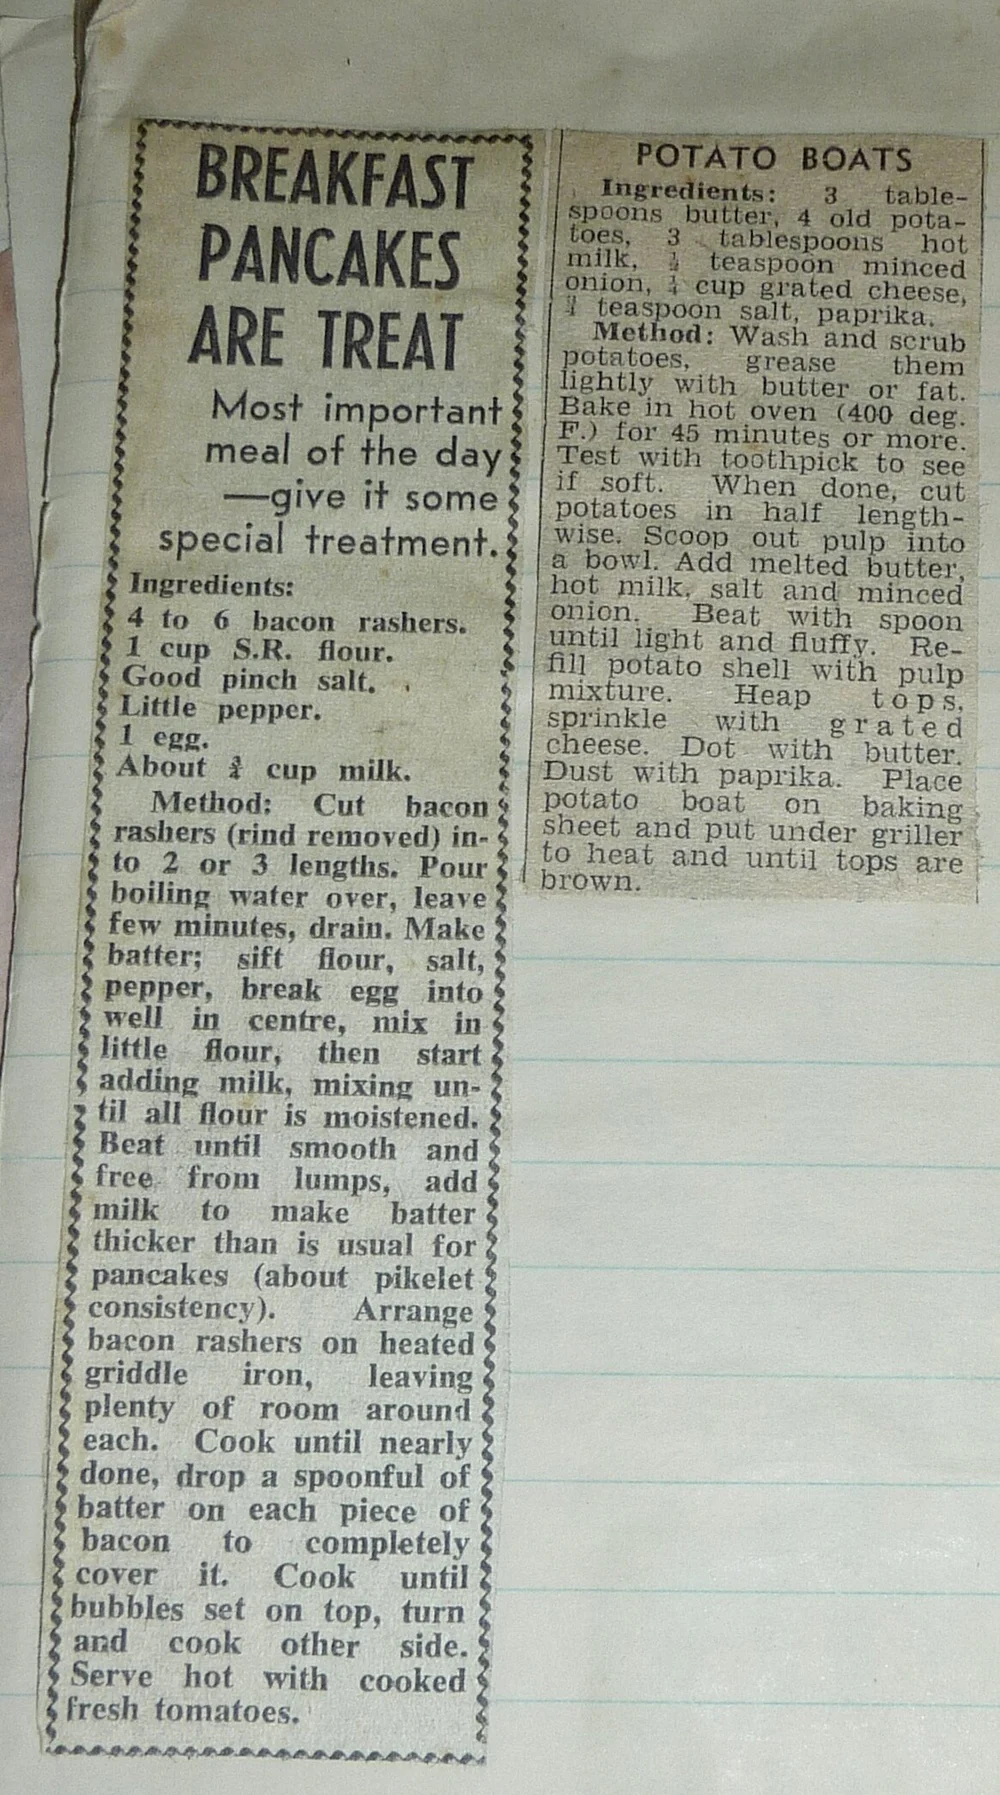 BREAKFAST
PANCAKES
ARE TREAT
Most important
meal of the day
—give it some
special treatment.
Ingredients:
4 to 6 bacon rashers.
1 cup S.R. flour.
Good pinch salt.
Little pepper.
1 egg.
About ¾ cup milk.
Method: Cut bacon
rashers (rind removed) in-
to 2 or 3 lengths. Pour
boiling water over, leave
few minutes, drain. Make
batter; sift flour, salt,
pepper, break egg into
well in centre, mix in
little flour, then start
adding milk, mixing un-
til all flour is moistened.
Beat until smooth and
free from lumps, add
milk to make batter
thicker than is usual for
pancakes (about pikelet
consistency). Arrange
bacon rashers on heated
griddle iron, leaving
plenty of room around
each. Cook until nearly
done, drop a spoonful of
batter on each piece of
bacon to completely
cover it. Cook until
bubbles set on top, turn
and cook other side.
Serve hot with cooked
fresh tomatoes.
POTATO BOATS
Ingredients: 3 table-
spoons butter, 4 old pota-
toes, 3 tablespoons hot
milk, teaspoon minced
onion, cup grated cheese,
teaspoon salt, paprika.
Method: Wash and scrub
potatoes, grease them
lightly with butter or fat.
Bake in hot oven (400 deg.
F.) for 45 minutes or more.
Test with toothpick to see
if soft. When done, cut
potatoes in half length-
wise. Scoop out pulp into
a bowl. Add melted butter,
hot milk, salt and minced
onion. Beat with spoon
until light and fluffy. Re-
fill potato shell with pulp
mixture. Heap tops,
sprinkle with grated
cheese. Dot with butter.
Dust with paprika. Place
potato boat on baking
sheet and put under griller
to heat and until tops are
brown.